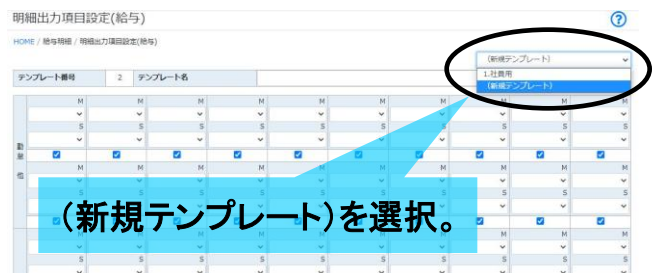 明細出力項目設定(給与)
?
HOME / 給与明細 / 明細出力項目設定(給与)
(新規テンプレート)
1.社員用
(新規テンプレート)
テンプレート番号 2 テンプレート名
M M M M M M M M M
S S S S S S S S S
勤怠他
M M M M M M M M M
S S S S S S S
(新規テンプレート)を選択。
M M M M M M M M M
S S S S S S S S S